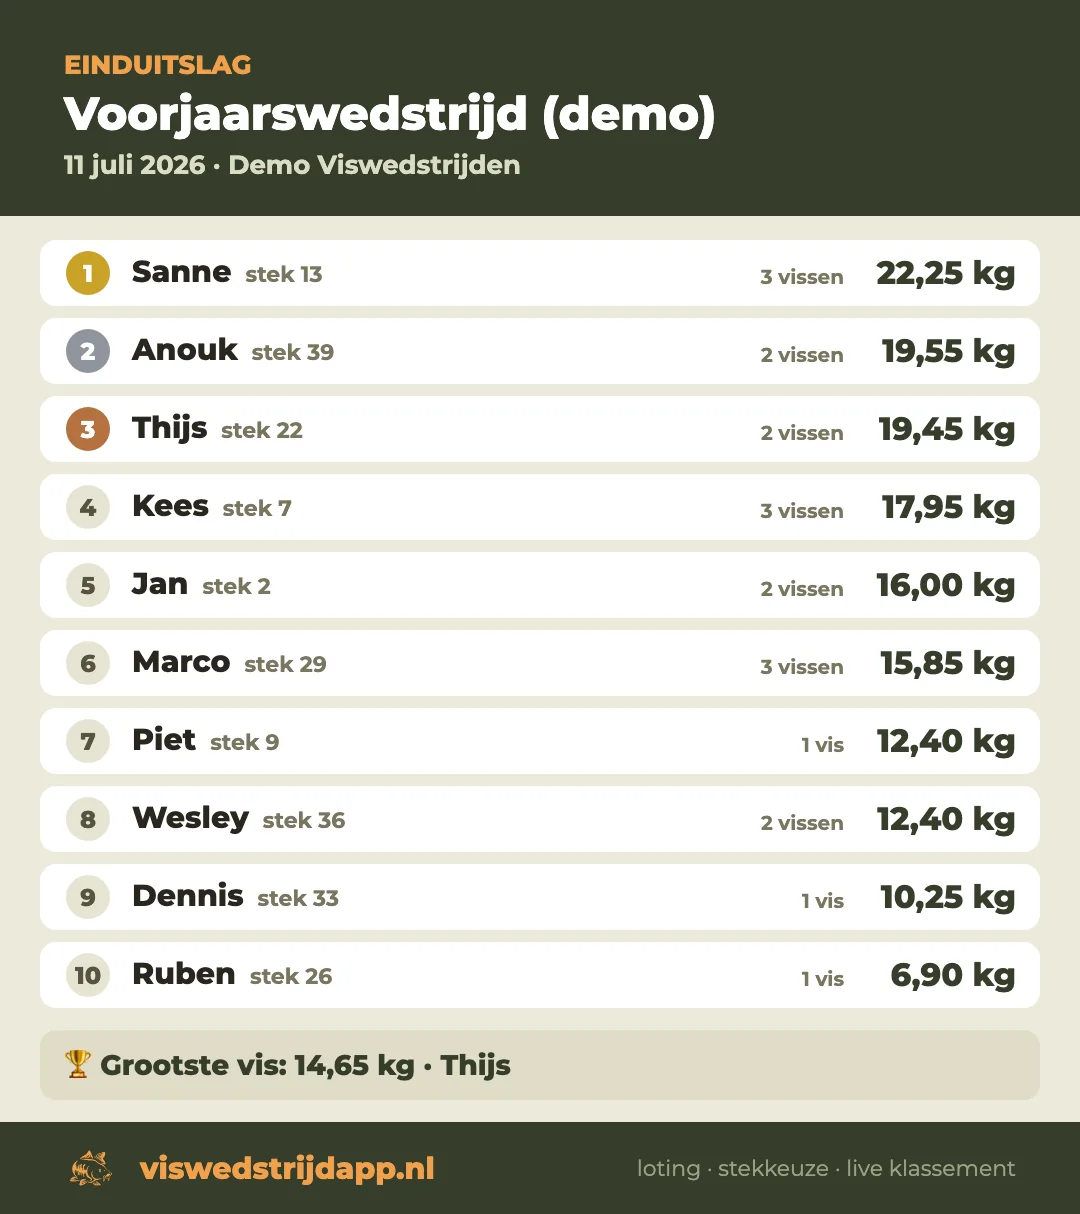 EINDUITSLAG
Voorjaarswedstrijd (demo)
11 juli 2026 · Demo Viswedstrijden
1 Sanne stek 13 3 vissen 22,25 kg
2 Anouk stek 39 2 vissen 19,55 kg
3 Thijs stek 22 2 vissen 19,45 kg
4 Kees stek 7 3 vissen 17,95 kg
5 Jan stek 2 2 vissen 16,00 kg
6 Marco stek 29 3 vissen 15,85 kg
7 Piet stek 9 1 vis 12,40 kg
8 Wesley stek 36 2 vissen 12,40 kg
9 Dennis stek 33 1 vis 10,25 kg
10 Ruben stek 26 1 vis 6,90 kg
🏆 Grootste vis: 14,65 kg · Thijs
viswedstrijdapp.nl loting · stekkeuze · live klassement